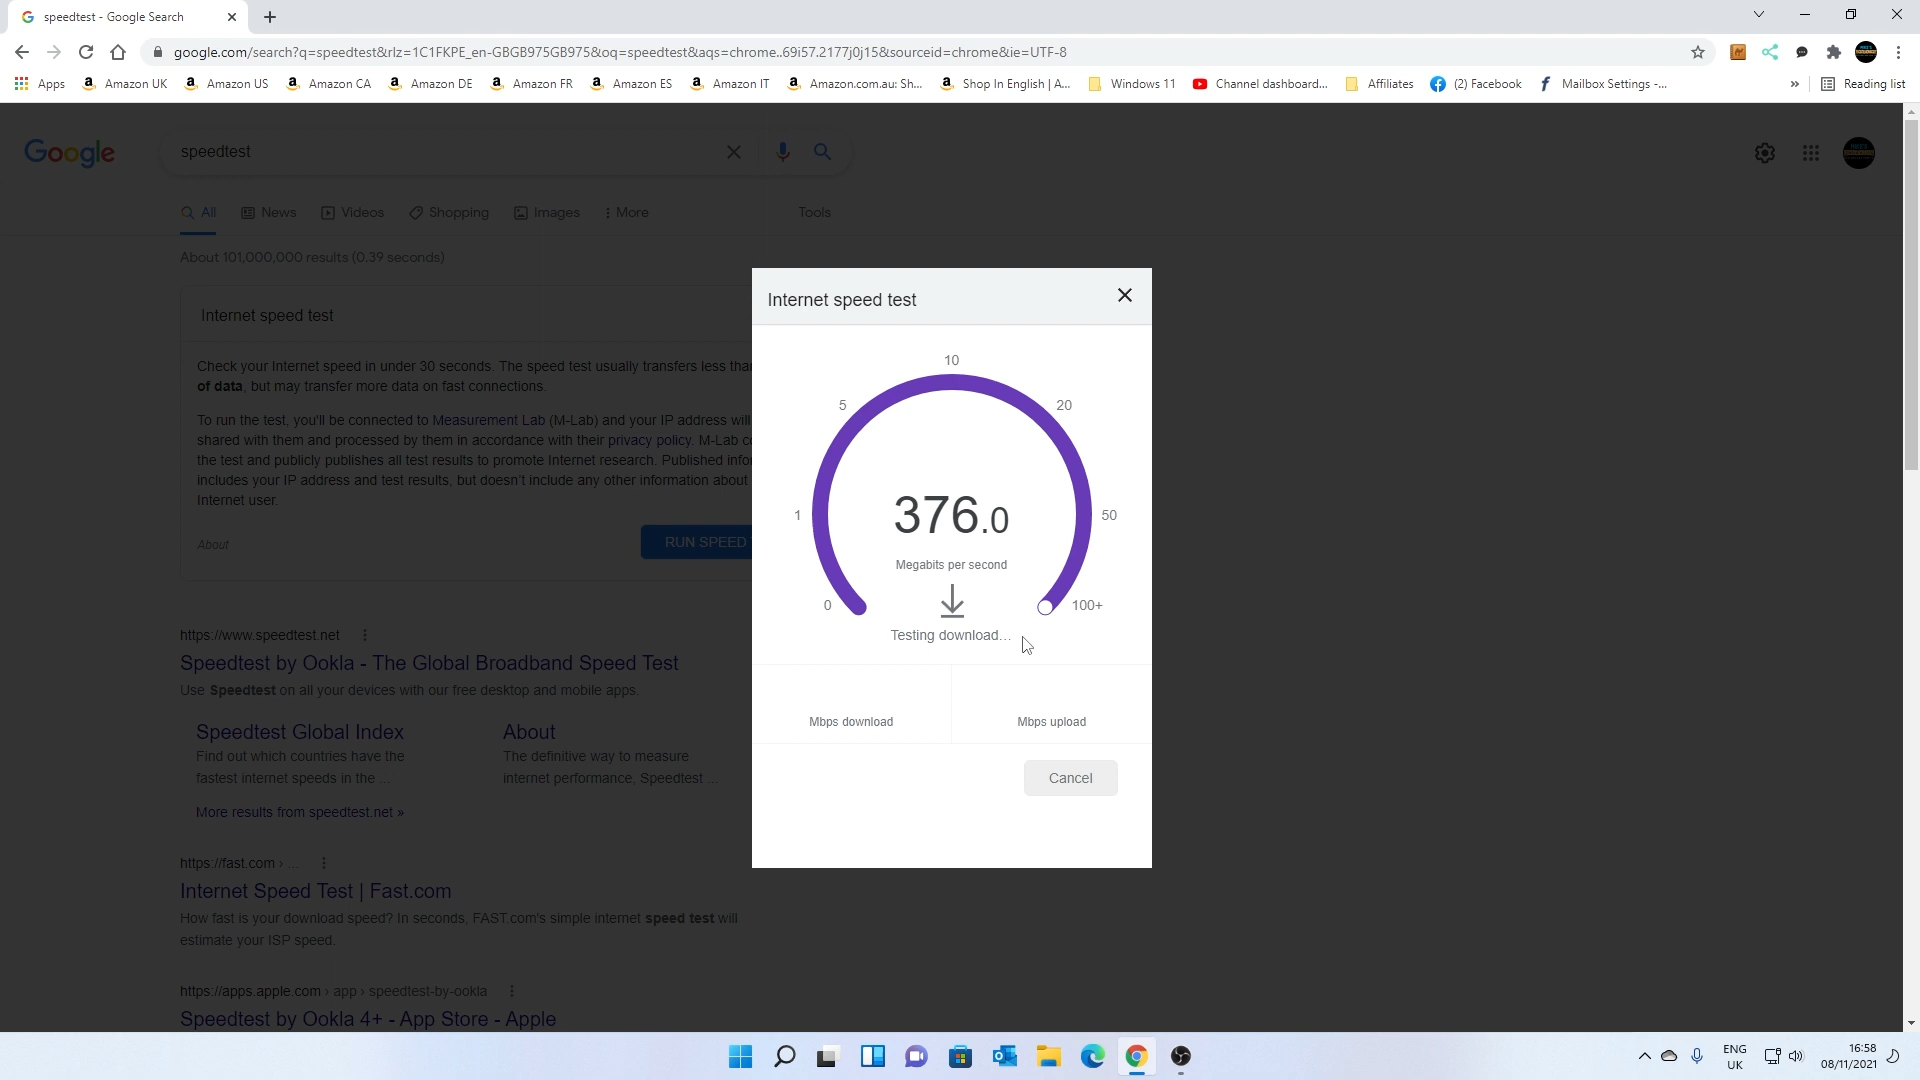 speedtest - Google Search
google.com/search?q=speedtest&rlz=1C1FKPE_en-GBGB975GB975&oq=speedtest&aqs=chrome..69i57.2177j0j15&sourceid=chrome&ie=UTF-8
Apps Amazon UK Amazon US Amazon CA Amazon DE Amazon FR Amazon ES Amazon IT Amazon.com.au: Sh... Shop In English | A... Windows 11 Channel dashboard... Affiliates (2) Facebook Mailbox Settings -... » Reading list
Google
speedtest
All News Videos Shopping Images More Tools
About 101,000,000 results (0.39 seconds)
Internet speed test
Check your Internet speed in under 30 seconds. The speed test usually transfers less tha
of data, but may transfer more data on fast connections.
To run the test, you'll be connected to Measurement Lab (M-Lab) and your IP address will
shared with them and processed by them in accordance with their privacy policy. M-Lab c
the test and publicly publishes all test results to promote Internet research. Published info
includes your IP address and test results, but doesn't include any other information about
Internet user.
About
RUN SPEED
https://www.speedtest.net
Speedtest by Ookla - The Global Broadband Speed Test
Use Speedtest on all your devices with our free desktop and mobile apps.
Speedtest Global Index
Find out which countries have the
fastest internet speeds in the ...
About
The definitive way to measure
internet performance, Speedtest ...
More results from speedtest.net »
https://fast.com › ...
Internet Speed Test | Fast.com
How fast is your download speed? In seconds, FAST.com's simple internet speed test will
estimate your ISP speed.
https://apps.apple.com › app › speedtest-by-ookla
Speedtest by Ookla 4+ - App Store - Apple
Internet speed test
10
5 20
1 50
0 100+
376.0
Megabits per second
Testing download...
Mbps download
Mbps upload
Cancel
ENG
UK
16:58
08/11/2021